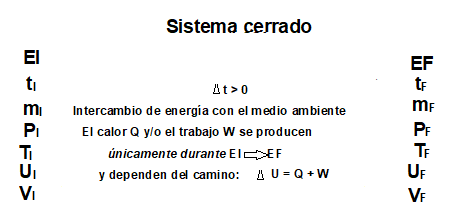 Sistema cerrado
EI EF
tI tF
Δ t > 0
mI Intercambio de energía con el medio ambiente mF
PI El calor Q y/o el trabajo W se producen PF
TI únicamente durante EI ⇒ EF TF
UI y dependen del camino: Δ U = Q + W UF
VI VF